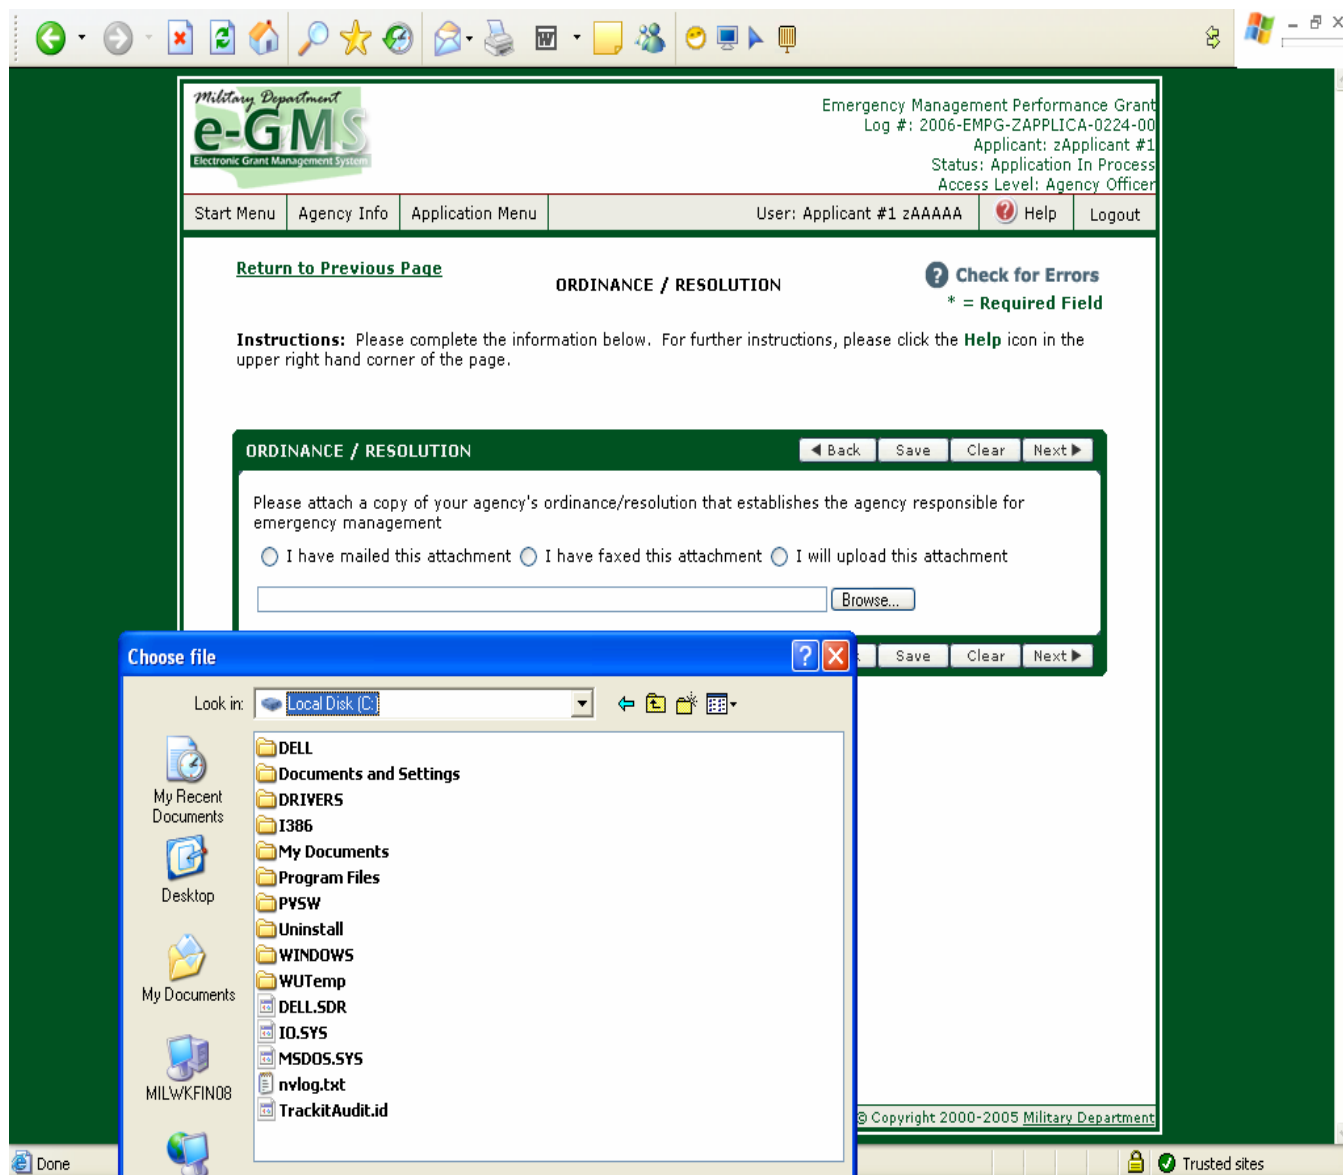 Military Department
e-GMS
Electronic Grant Management System
Emergency Management Performance Grant
Log #: 2006-EMPG-ZAPPLICA-0224-00
Applicant: zApplicant #1
Status: Application In Process
Access Level: Agency Officer
Start Menu Agency Info Application Menu User: Applicant #1 zAAAAA Help Logout
Return to Previous Page
ORDINANCE / RESOLUTION
Check for Errors
* = Required Field
Instructions: Please complete the information below. For further instructions, please click the Help icon in the
upper right hand corner of the page.
ORDINANCE / RESOLUTION Back Save Clear Next
Please attach a copy of your agency's ordinance/resolution that establishes the agency responsible for
emergency management
I have mailed this attachment I have faxed this attachment I will upload this attachment
Browse...
Save Clear Next
Choose file
Look in: Local Disk (C:)
My Recent
Documents
Desktop
My Documents
MILWKFIN08
DELL
Documents and Settings
DRIVERS
I386
My Documents
Program Files
PVSW
Uninstall
WINDOWS
WUTemp
DELL.SDR
IO.SYS
MSDOS.SYS
nvlog.txt
TrackitAudit.id
© Copyright 2000-2005 Military Department
Done Trusted sites